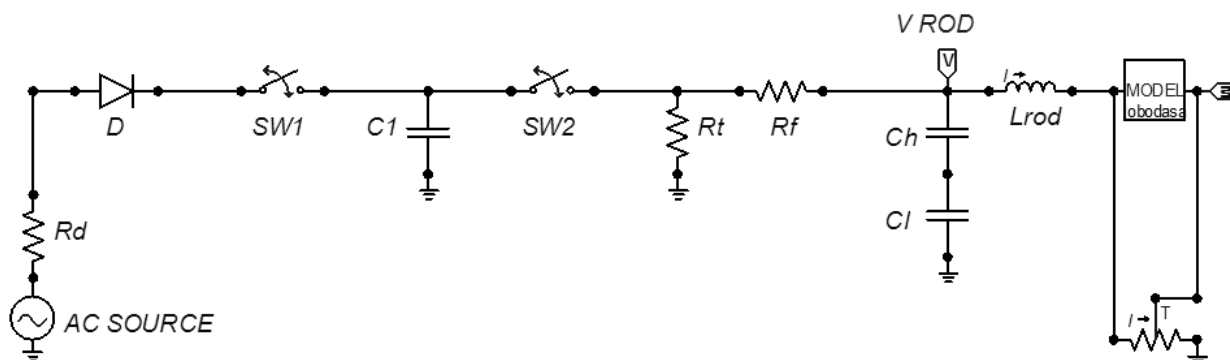 V ROD
V
D
SW1
C1
SW2
Rt
Rf
Ch
I
Lrod
MODEL
obodasa
Cl
Rd
AC SOURCE
I
T